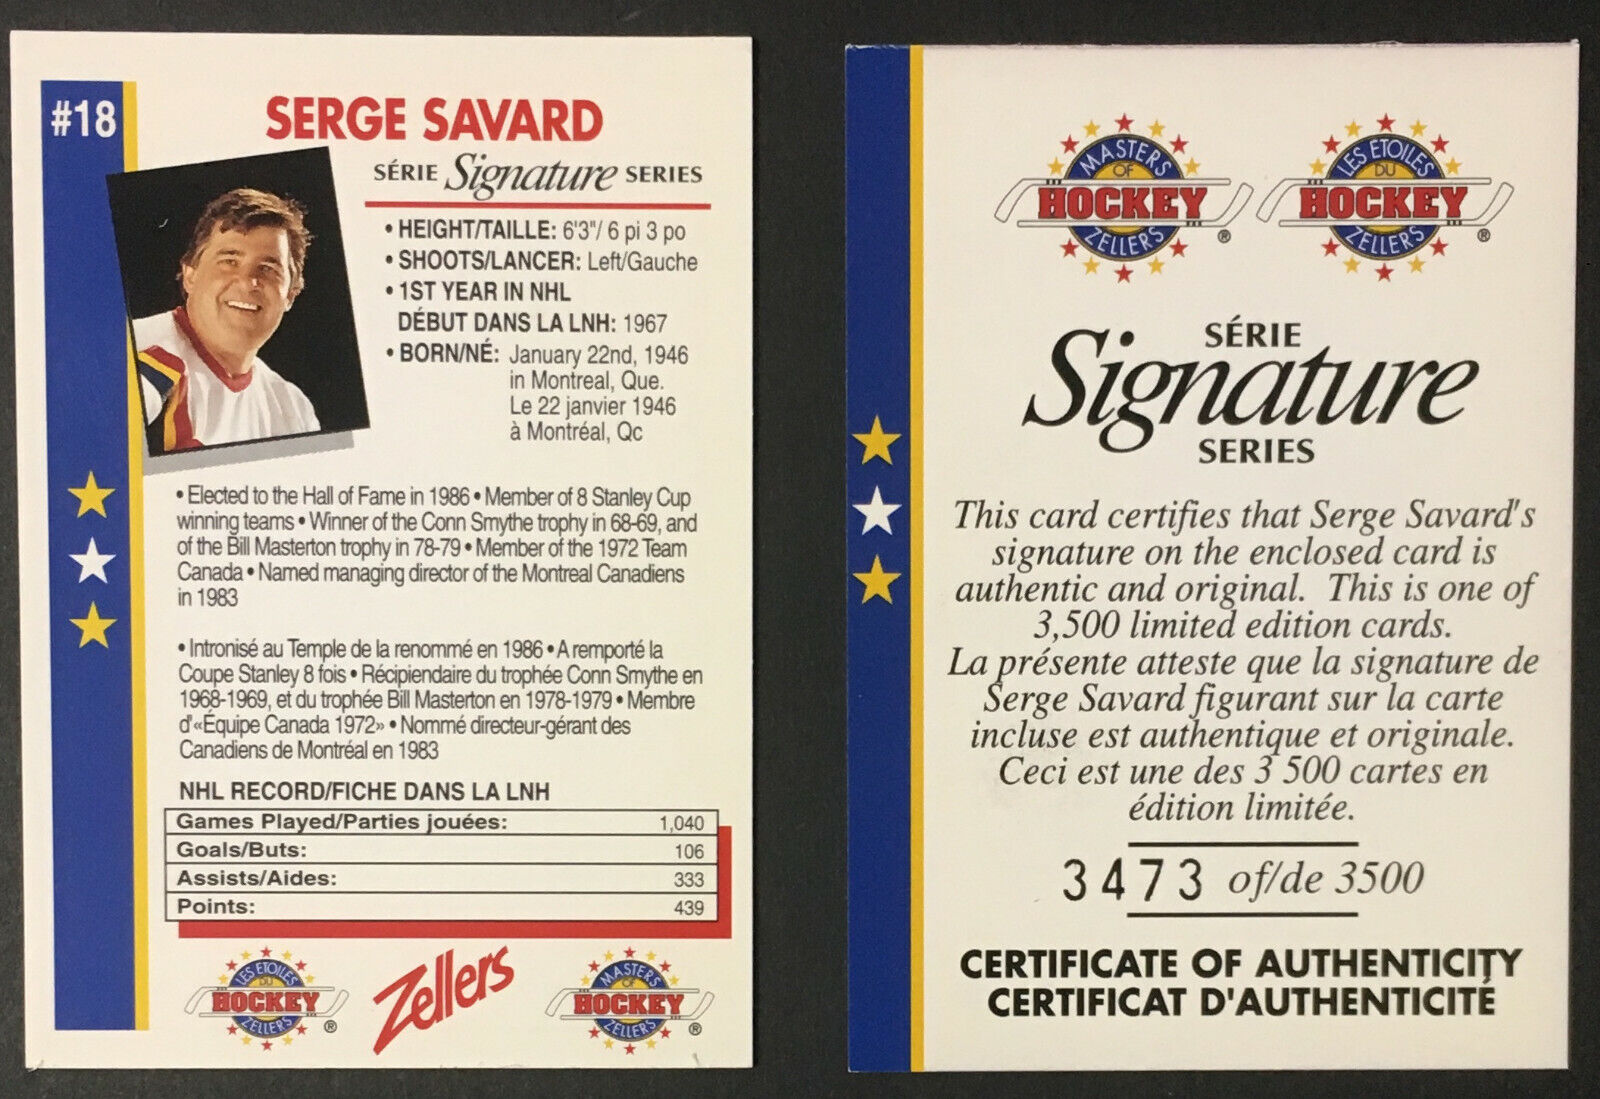 #18
SERGE SAVARD
SÉRIE Signature SERIES
• HEIGHT/TAILLE: 6'3"/ 6 pi 3 po
• SHOOTS/LANCER: Left/Gauche
• 1ST YEAR IN NHL
DÉBUT DANS LA LNH: 1967
• BORN/NÉ: January 22nd, 1946
in Montreal, Que.
Le 22 janvier 1946
à Montréal, Qc
• Elected to the Hall of Fame in 1986 • Member of 8 Stanley Cup
winning teams • Winner of the Conn Smythe trophy in 68-69, and
of the Bill Masterton trophy in 78-79 • Member of the 1972 Team
Canada • Named managing director of the Montreal Canadiens
in 1983
• Intronisé au Temple de la renommé en 1986 • A remporté la
Coupe Stanley 8 fois • Récipiendaire du trophée Conn Smythe en
1968-1969, et du trophée Bill Masterton en 1978-1979 • Membre
d'«Équipe Canada 1972» • Nommé directeur-gérant des
Canadiens de Montréal en 1983
NHL RECORD/FICHE DANS LA LNH
Games Played/Parties jouées: 1,040
Goals/Buts: 106
Assists/Aides: 333
Points: 439
LES ETOILES
DU
HOCKEY
ZELLERS ®
Zellers
MASTERS
OF
HOCKEY
ZELLERS ®
MASTERS
OF
HOCKEY
ZELLERS ®
LES ETOILES
DU
HOCKEY
ZELLERS ®
SÉRIE
Signature
SERIES
This card certifies that Serge Savard's
signature on the enclosed card is
authentic and original. This is one of
3,500 limited edition cards.
La présente atteste que la signature de
Serge Savard figurant sur la carte
incluse est authentique et originale.
Ceci est une des 3 500 cartes en
édition limitée.
3473 of/de 3500
CERTIFICATE OF AUTHENTICITY
CERTIFICAT D'AUTHENTICITÉ